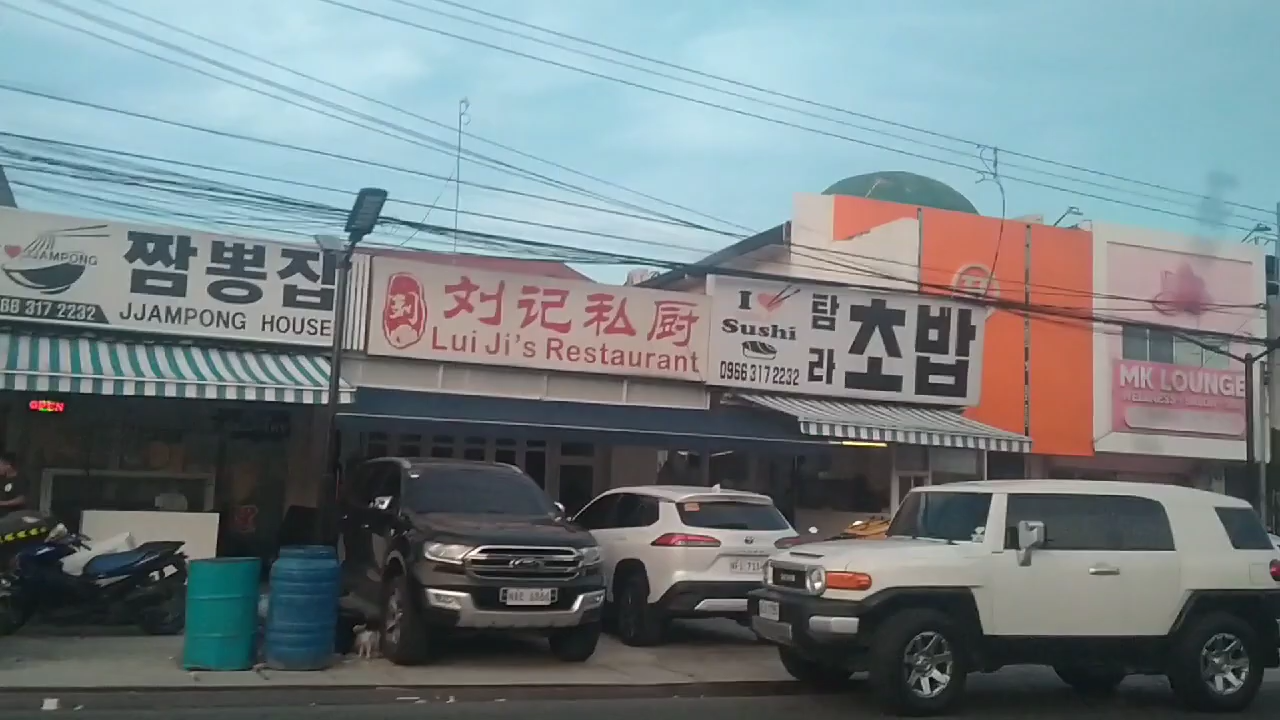 JJAMPONG
짬뽕집
66 317 2232
JJAMPONG HOUSE
OPEN
刘
刘记私厨
Lui Ji's Restaurant
I
Sushi
0966 317 2232
탐라
초밥
MK LOUNGE